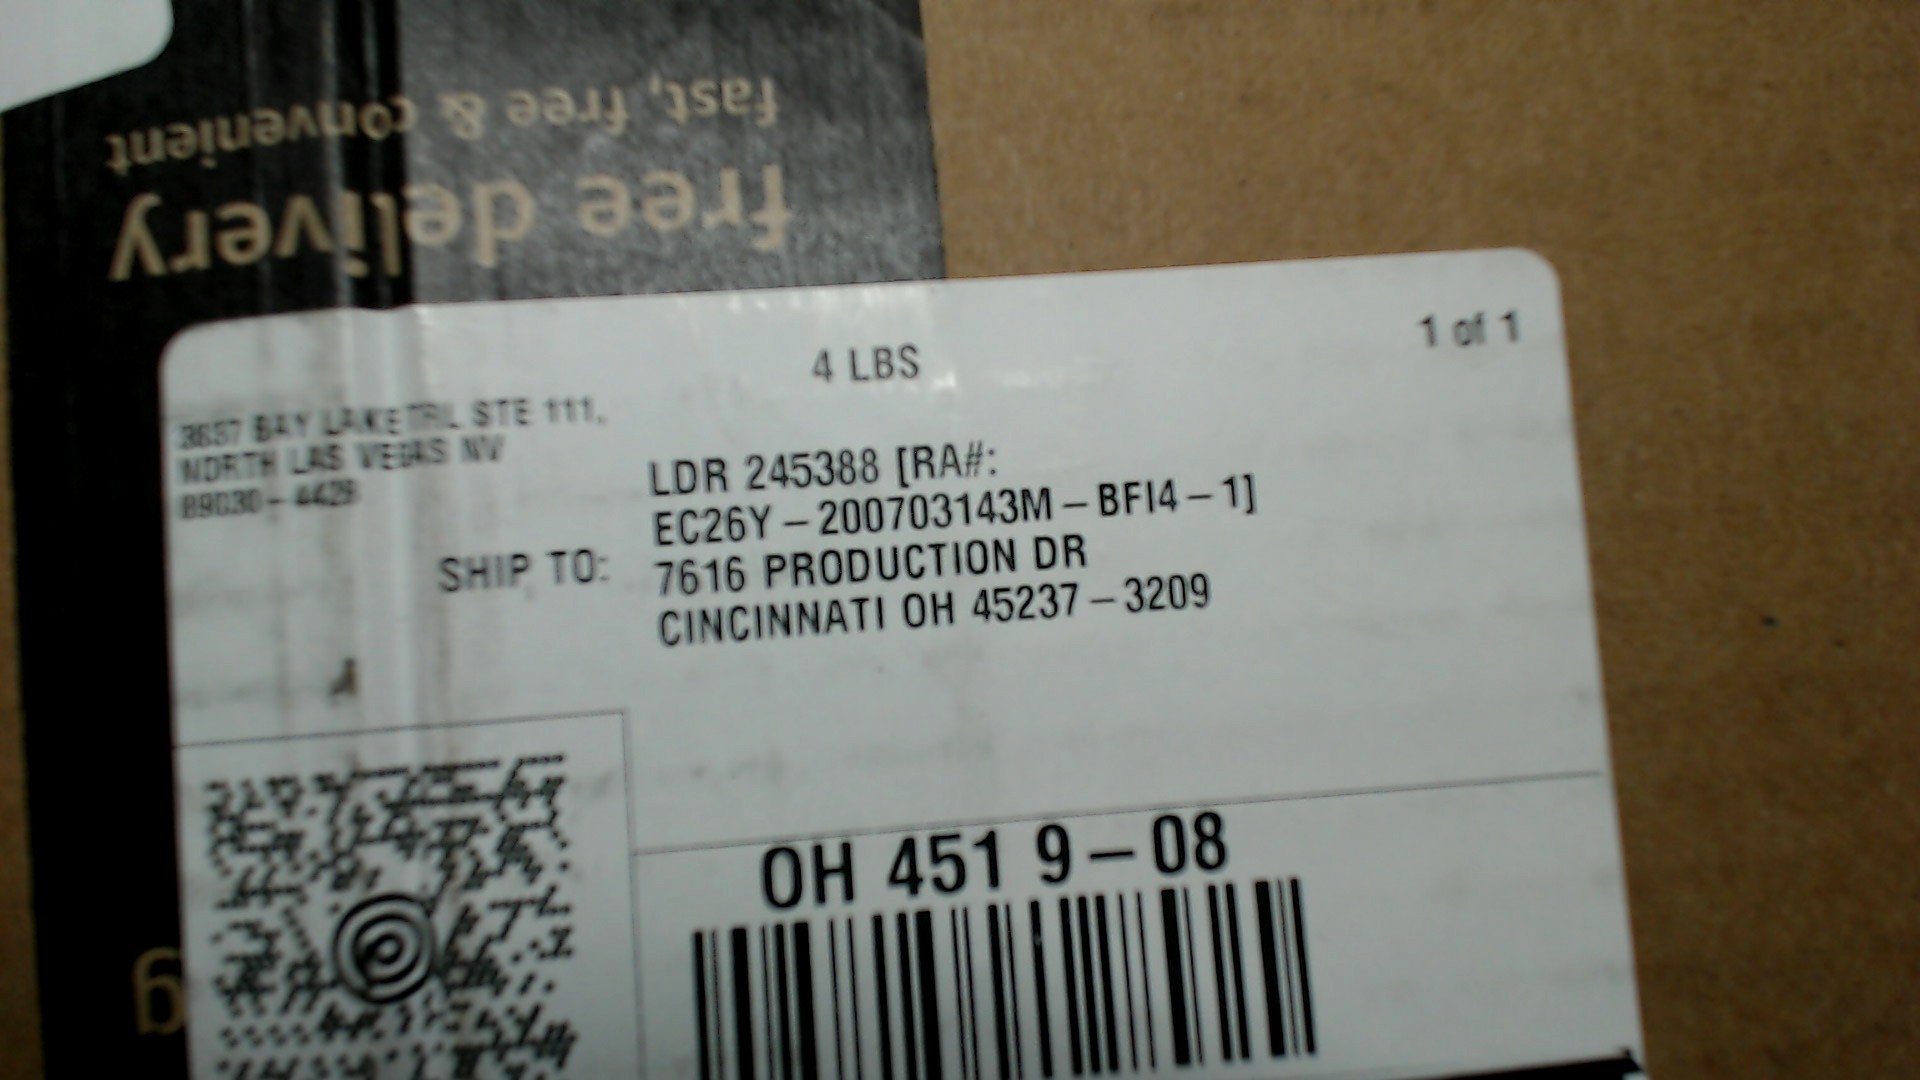 fast, free & convenient
free delivery
4 LBS
1 of 1
3637 BAY LAKE TRL STE 111,
NORTH LAS VEGAS NV
89030-4426
LDR 245388 [RA#:
EC26Y-200703143M-BFI4-1]
SHIP TO: 7616 PRODUCTION DR
CINCINNATI OH 45237-3209
OH 451 9-08